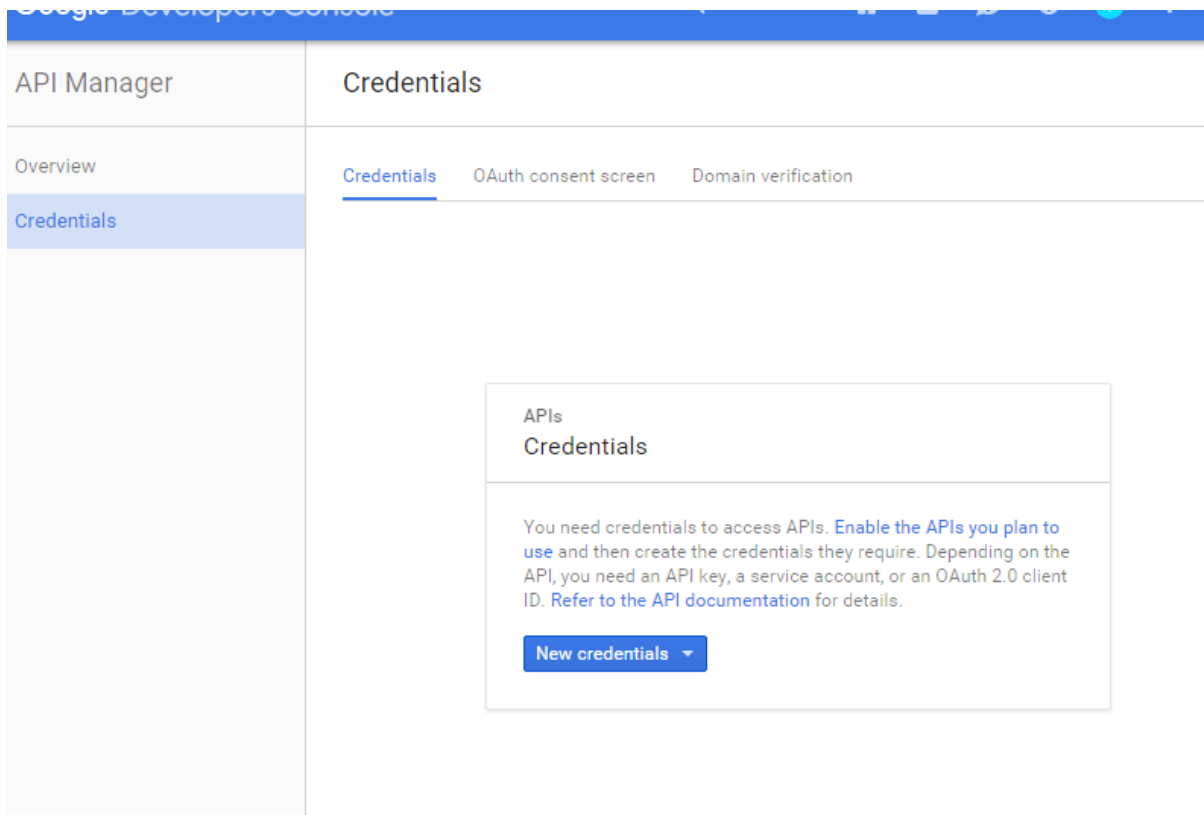 Google Developers Console
API Manager
Credentials
Overview
Credentials
Credentials OAuth consent screen Domain verification
APIs
Credentials
You need credentials to access APIs. Enable the APIs you plan to
use and then create the credentials they require. Depending on the
API, you need an API key, a service account, or an OAuth 2.0 client
ID. Refer to the API documentation for details.
New credentials